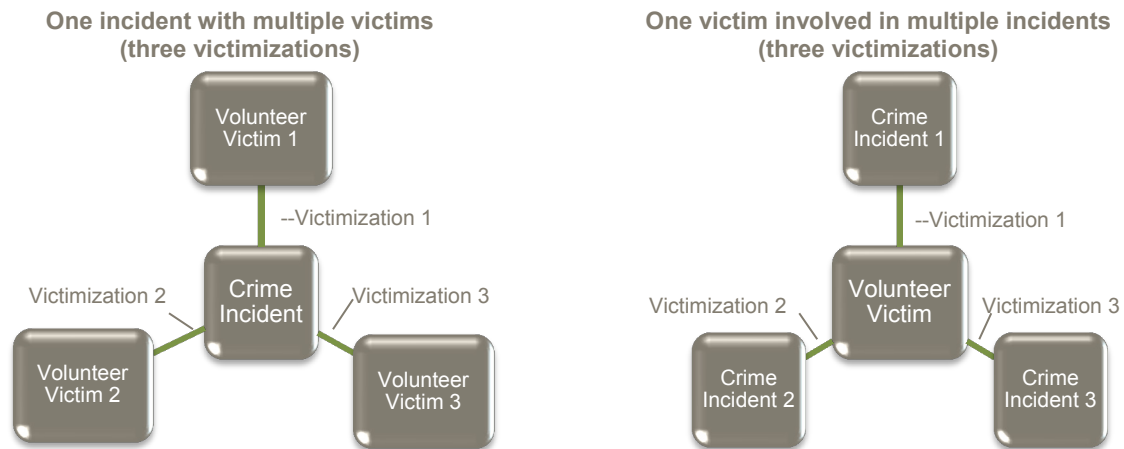 One incident with multiple victims
(three victimizations)
Volunteer
Victim 1
--Victimization 1
Victimization 2
Crime
Incident
Victimization 3
Volunteer
Victim 2
Volunteer
Victim 3
One victim involved in multiple incidents
(three victimizations)
Crime
Incident 1
--Victimization 1
Victimization 2
Volunteer
Victim
Victimization 3
Crime
Incident 2
Crime
Incident 3